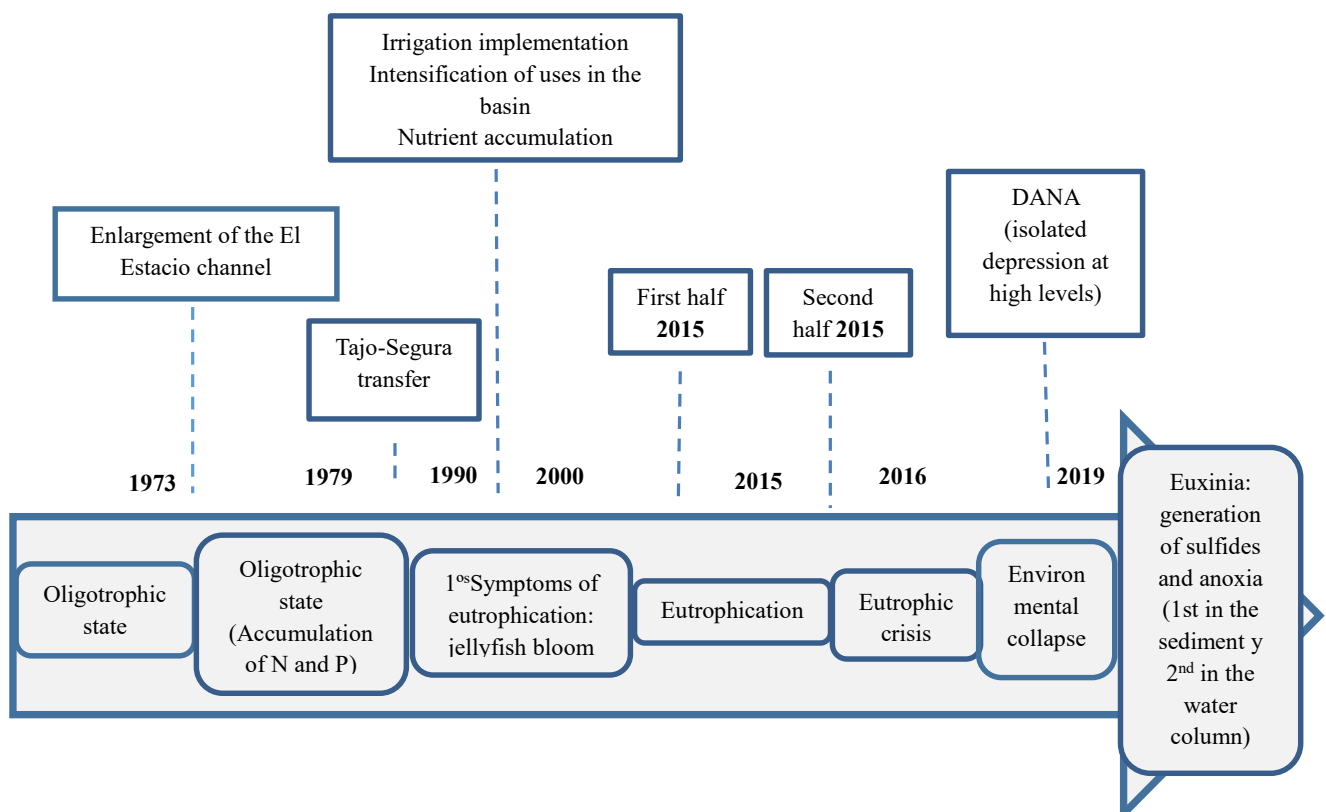 Irrigation implementation
Intensification of uses in the
basin
Nutrient accumulation
DANA
(isolated
depression at
high levels)
Enlargement of the El
Estacio channel
First half
2015
Second
half 2015
Tajo-Segura
transfer
1973
1979
1990
2000
2015
2016
2019
Oligotrophic
state
Oligotrophic
state
(Accumulation
of N and P)
1ºsSymptoms of
eutrophication:
jellyfish bloom
Eutrophication
Eutrophic
crisis
Environ
mental
collapse
Euxinia:
generation
of sulfides
and anoxia
(1st in the
sediment y
2nd in the
water
column)